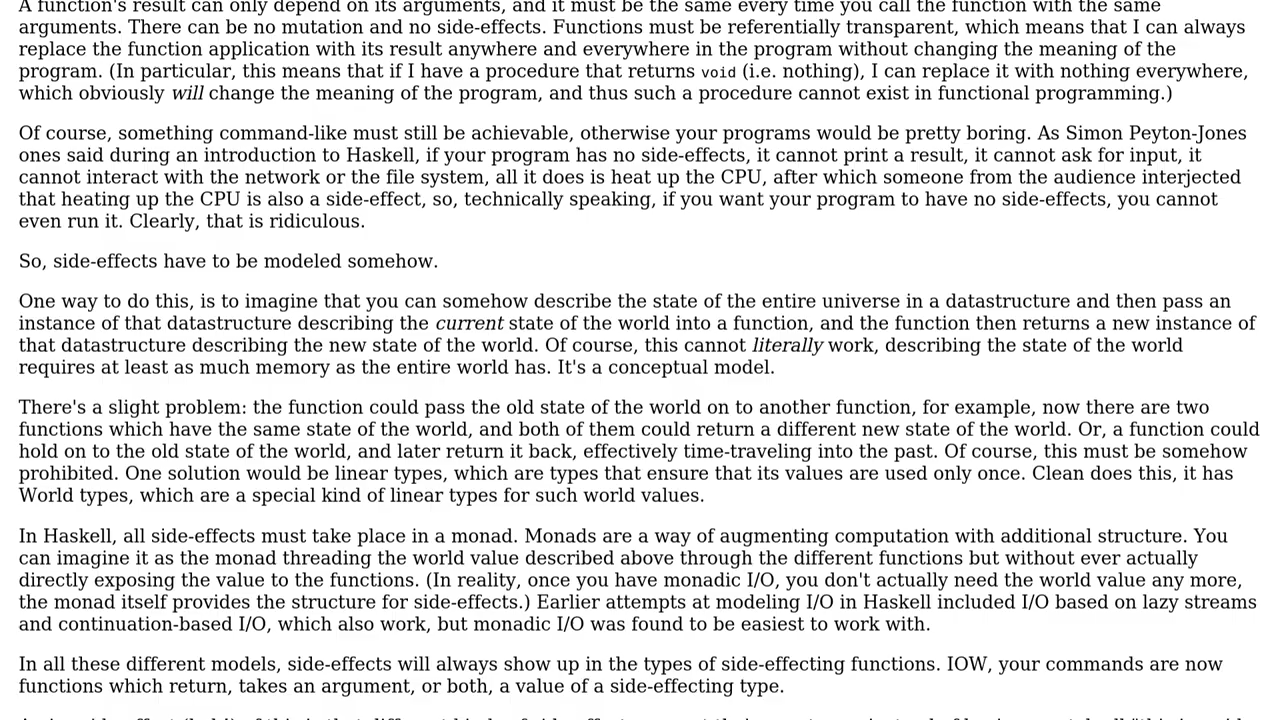 A function's result can only depend on its arguments, and it must be the same every time you call the function with the same
arguments. There can be no mutation and no side-effects. Functions must be referentially transparent, which means that I can always
replace the function application with its result anywhere and everywhere in the program without changing the meaning of the
program. (In particular, this means that if I have a procedure that returns void (i.e. nothing), I can replace it with nothing everywhere,
which obviously will change the meaning of the program, and thus such a procedure cannot exist in functional programming.)
Of course, something command-like must still be achievable, otherwise your programs would be pretty boring. As Simon Peyton-Jones
ones said during an introduction to Haskell, if your program has no side-effects, it cannot print a result, it cannot ask for input, it
cannot interact with the network or the file system, all it does is heat up the CPU, after which someone from the audience interjected
that heating up the CPU is also a side-effect, so, technically speaking, if you want your program to have no side-effects, you cannot
even run it. Clearly, that is ridiculous.
So, side-effects have to be modeled somehow.
One way to do this, is to imagine that you can somehow describe the state of the entire universe in a datastructure and then pass an
instance of that datastructure describing the current state of the world into a function, and the function then returns a new instance of
that datastructure describing the new state of the world. Of course, this cannot literally work, describing the state of the world
requires at least as much memory as the entire world has. It's a conceptual model.
There's a slight problem: the function could pass the old state of the world on to another function, for example, now there are two
functions which have the same state of the world, and both of them could return a different new state of the world. Or, a function could
hold on to the old state of the world, and later return it back, effectively time-traveling into the past. Of course, this must be somehow
prohibited. One solution would be linear types, which are types that ensure that its values are used only once. Clean does this, it has
World types, which are a special kind of linear types for such world values.
In Haskell, all side-effects must take place in a monad. Monads are a way of augmenting computation with additional structure. You
can imagine it as the monad threading the world value described above through the different functions but without ever actually
directly exposing the value to the functions. (In reality, once you have monadic I/O, you don't actually need the world value any more,
the monad itself provides the structure for side-effects.) Earlier attempts at modeling I/O in Haskell included I/O based on lazy streams
and continuation-based I/O, which also work, but monadic I/O was found to be easiest to work with.
In all these different models, side-effects will always show up in the types of side-effecting functions. IOW, your commands are now
functions which return, takes an argument, or both, a value of a side-effecting type.